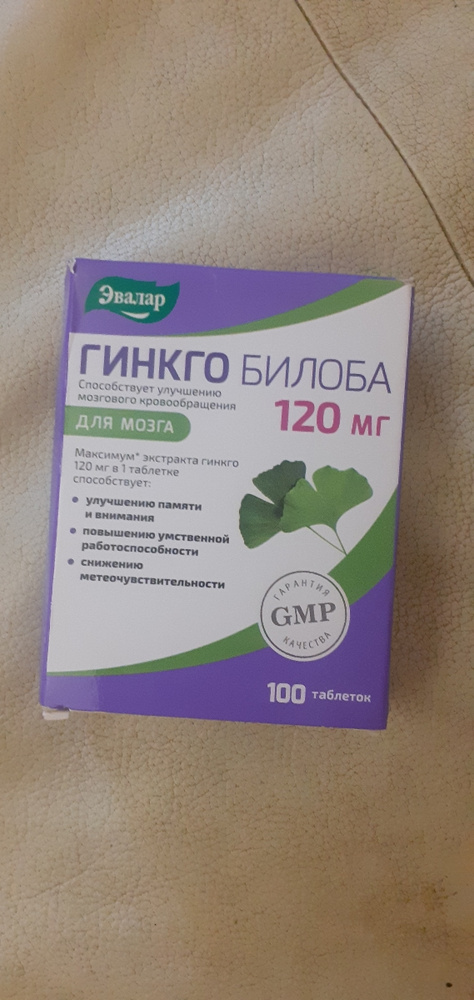 Эвалар
ГИНКГО БИЛОБА
Способствует улучшению
мозгового кровообращения
120 мг
ДЛЯ МОЗГА
Максимум* экстракта гинкго
120 мг в 1 таблетке
способствует:
• улучшению памяти
и внимания
• повышению умственной
работоспособности
• снижению
метеочувствительности
ГАРАНТИЯ
GMP
КАЧЕСТВА
100 таблеток